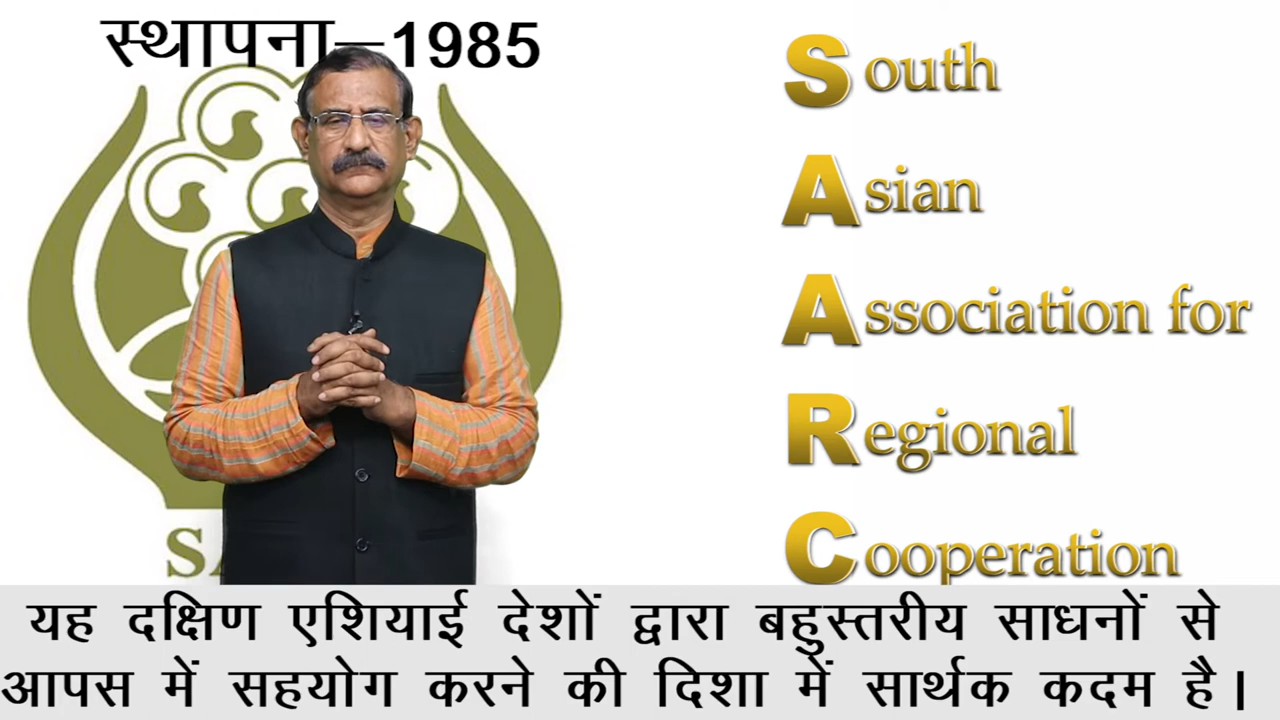 स्थापना–1985
South
Asian
Association for
Regional
Cooperation
यह दक्षिण एशियाई देशों द्वारा बहुस्तरीय साधनों से
आपस में सहयोग करने की दिशा में सार्थक कदम है।